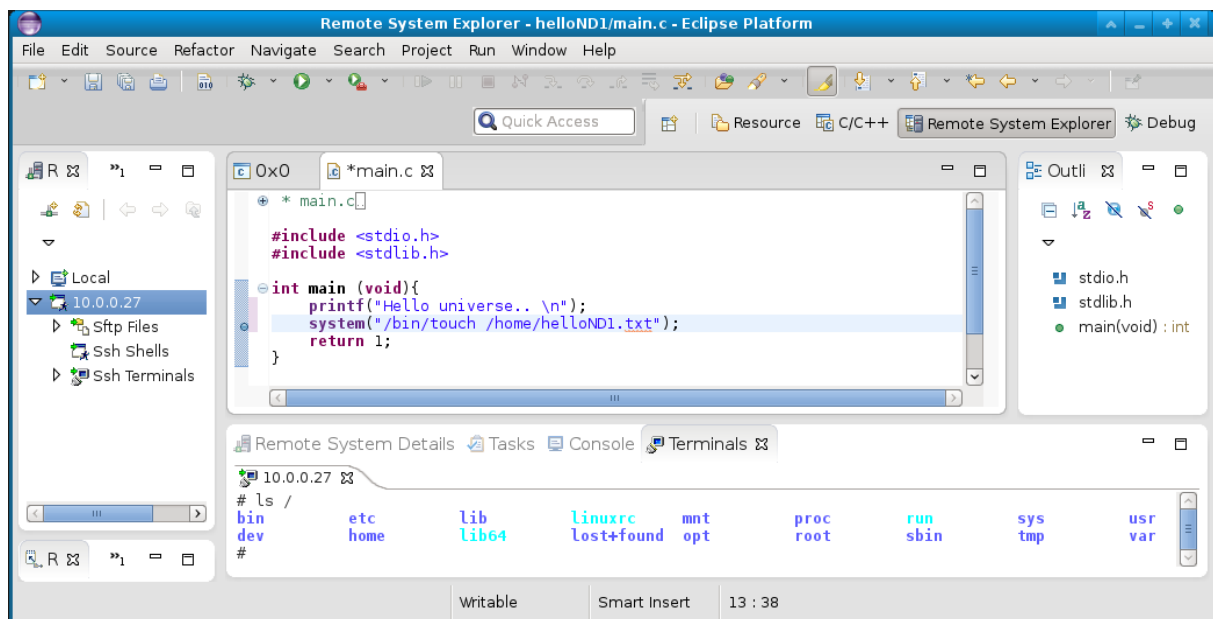 Remote System Explorer - helloND1/main.c - Eclipse Platform
File Edit Source Refactor Navigate Search Project Run Window Help
Quick Access
Resource C/C++ Remote System Explorer Debug
R »1
Local
10.0.0.27
Sftp Files
Ssh Shells
Ssh Terminals
R »1
0x0 *main.c
* main.c
#include <stdio.h>
#include <stdlib.h>
int main (void){
printf("Hello universe.. \n");
system("/bin/touch /home/helloND1.txt");
return 1;
}
Outli
stdio.h
stdlib.h
main(void) : int
Remote System Details Tasks Console Terminals
10.0.0.27
# ls /
bin etc lib linuxrc mnt proc run sys usr
dev home lib64 lost+found opt root sbin tmp var
#
Writable Smart Insert 13 : 38